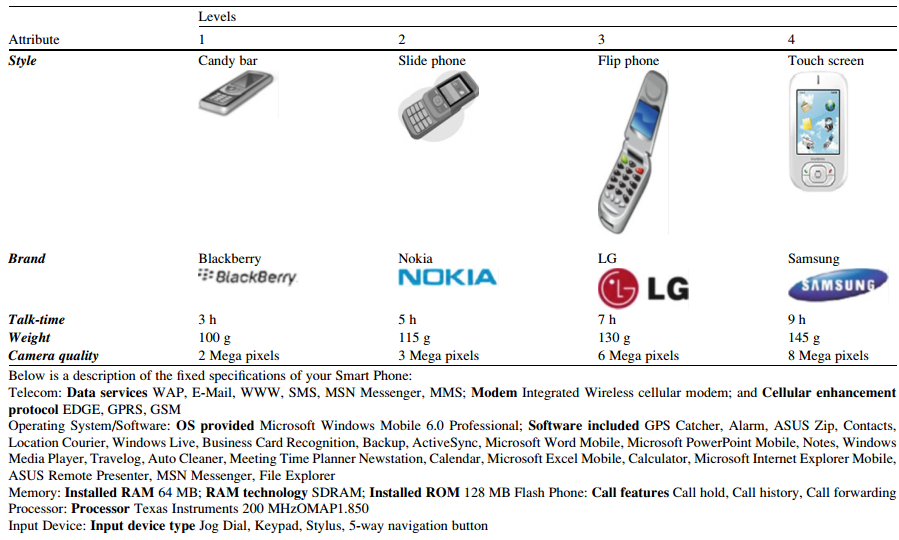 Levels
Attribute 1 2 3 4
Style Candy bar Slide phone Flip phone Touch screen
Brand Blackberry Nokia LG Samsung
BlackBerry NOKIA LG LG SAMSUNG
Talk-time 3 h 5 h 7 h 9 h
Weight 100 g 115 g 130 g 145 g
Camera quality 2 Mega pixels 3 Mega pixels 6 Mega pixels 8 Mega pixels
Below is a description of the fixed specifications of your Smart Phone:
Telecom: Data services WAP, E-Mail, WWW, SMS, MSN Messenger, MMS; Modem Integrated Wireless cellular modem; and Cellular enhancement
protocol EDGE, GPRS, GSM
Operating System/Software: OS provided Microsoft Windows Mobile 6.0 Professional; Software included GPS Catcher, Alarm, ASUS Zip, Contacts,
Location Courier, Windows Live, Business Card Recognition, Backup, ActiveSync, Microsoft Word Mobile, Microsoft PowerPoint Mobile, Notes, Windows
Media Player, Travelog, Auto Cleaner, Meeting Time Planner Newstation, Calendar, Microsoft Excel Mobile, Calculator, Microsoft Internet Explorer Mobile,
ASUS Remote Presenter, MSN Messenger, File Explorer
Memory: Installed RAM 64 MB; RAM technology SDRAM; Installed ROM 128 MB Flash Phone: Call features Call hold, Call history, Call forwarding
Processor: Processor Texas Instruments 200 MHzOMAP1.850
Input Device: Input device type Jog Dial, Keypad, Stylus, 5-way navigation button